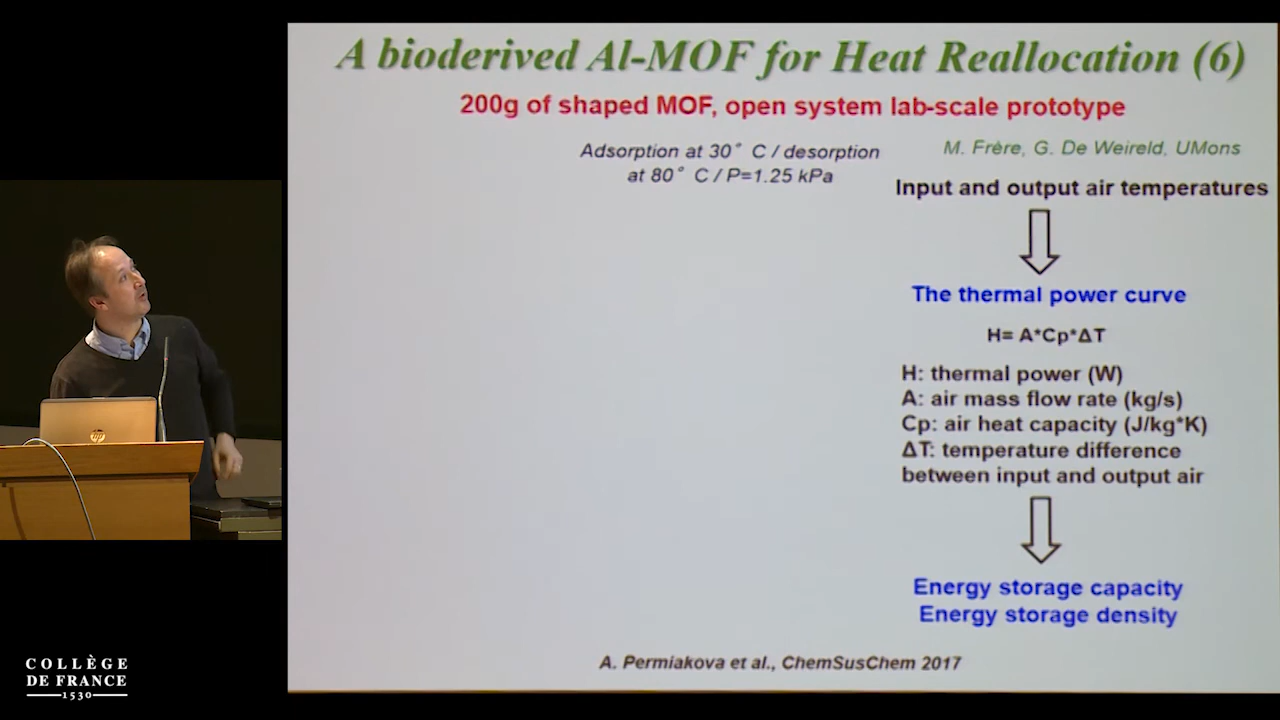 A bioderived Al-MOF for Heat Reallocation (6)
200g of shaped MOF, open system lab-scale prototype
Adsorption at 30° C / desorption
at 80° C / P=1.25 kPa
M. Frère, G. De Weireld, UMons
Input and output air temperatures
The thermal power curve
H= A*Cp*ΔT
H: thermal power (W)
A: air mass flow rate (kg/s)
Cp: air heat capacity (J/kg*K)
ΔT: temperature difference
between input and output air
Energy storage capacity
Energy storage density
A. Permiakova et al., ChemSusChem 2017
hp
COLLÈGE
DE FRANCE
1530